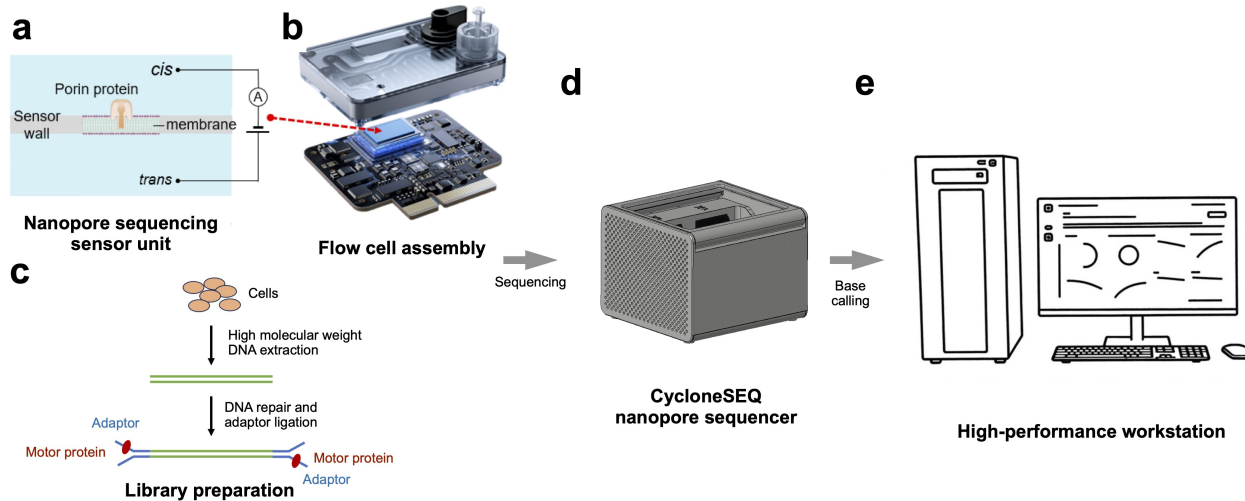 a
cis
Porin protein
A
Sensor
wall
membrane
trans
Nanopore sequencing
sensor unit
b
Flow cell assembly
c
Cells
High molecular weight
DNA extraction
DNA repair and
adaptor ligation
Adaptor
Motor protein
Motor protein
Adaptor
Library preparation
Sequencing
d
CycloneSEQ
nanopore sequencer
Base
calling
e
High-performance workstation